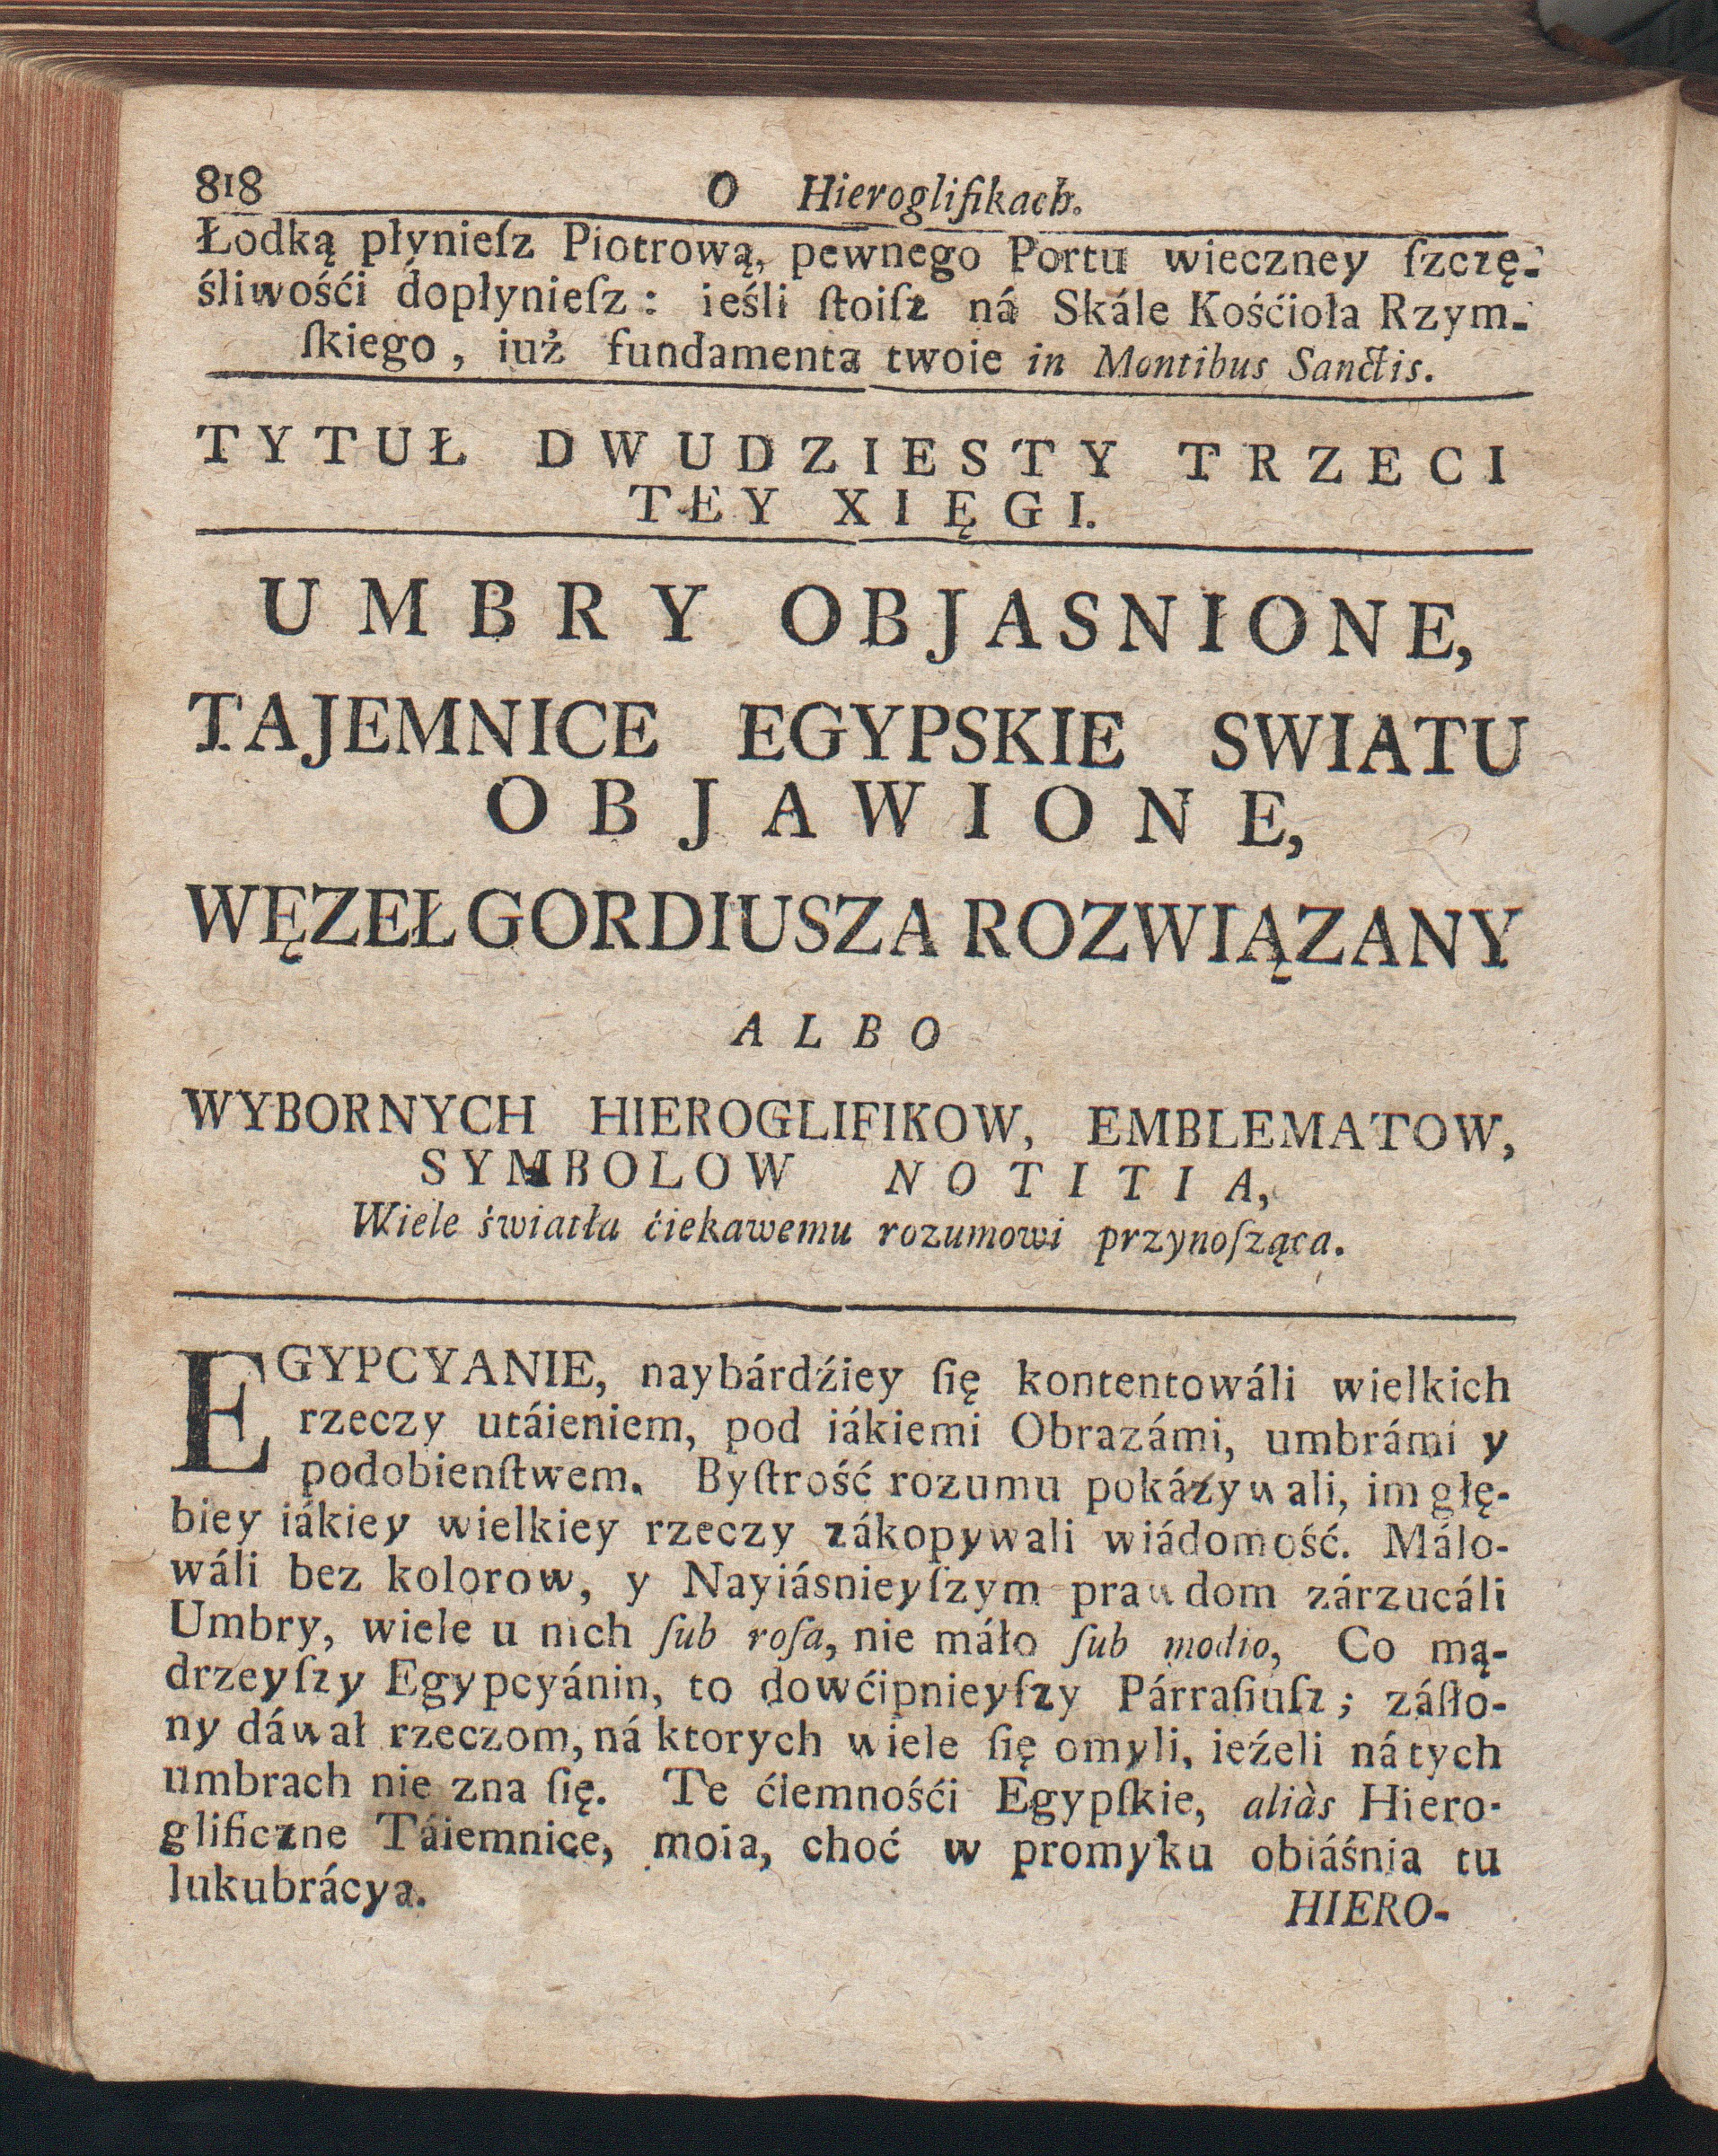 818 O Hieroglifikach.
Łodką płynieſz Piotrową, pewnego Portu wieczney ſzczę-
śliwośći dopłynieſz: ieśli ſtoiſz ná Skále Kośćioła Rzym-
ſkiego, iuż fundamenta twoie in Montibus Sanctis.
TYTUŁ DWUDZIESTY TRZECI
TEY XIĘGI.
UMBRY OBJASNIONE,
TAJEMNICE EGYPSKIE SWIATU
OBJAWIONE,
WĘZEŁ GORDIUSZA ROZWIĄZANY
ALBO
WYBORNYCH HIEROGLIFIKOW, EMBLEMATOW,
SYMBOLOW NOTITIA,
Wiele światła ćiekawemu rozumowi przynoſząca.
EGYPCYANIE, naybárdźiey ſię kontentowáli wielkich
rzeczy utáieniem, pod iákiemi Obrazámi, umbrámi y
podobienſtwem. Byſtrość rozumu pokázywali, im głę-
biey iákiey wielkiey rzeczy zákopywali wiádomość. Málo-
wáli bez kolorow, y Nayiásnieyſzym prawdom zárzucáli
Umbry, wiele u nich ſub roſa, nie máło ſub modio, Co mą-
drzeyſzy Egypcyánin, to dowćipnieyſzy Párraſiuſz; záſło-
ny dáwał rzeczom, ná ktorych wiele ſię omyli, ieźeli ná tych
umbrach nie zna ſię. Te ćiemnośći Egypſkie, aliàs Hiero-
glificzne Táiemnice, moia, choć w promyku obiáśnia tu
lukubrácya.
HIERO-